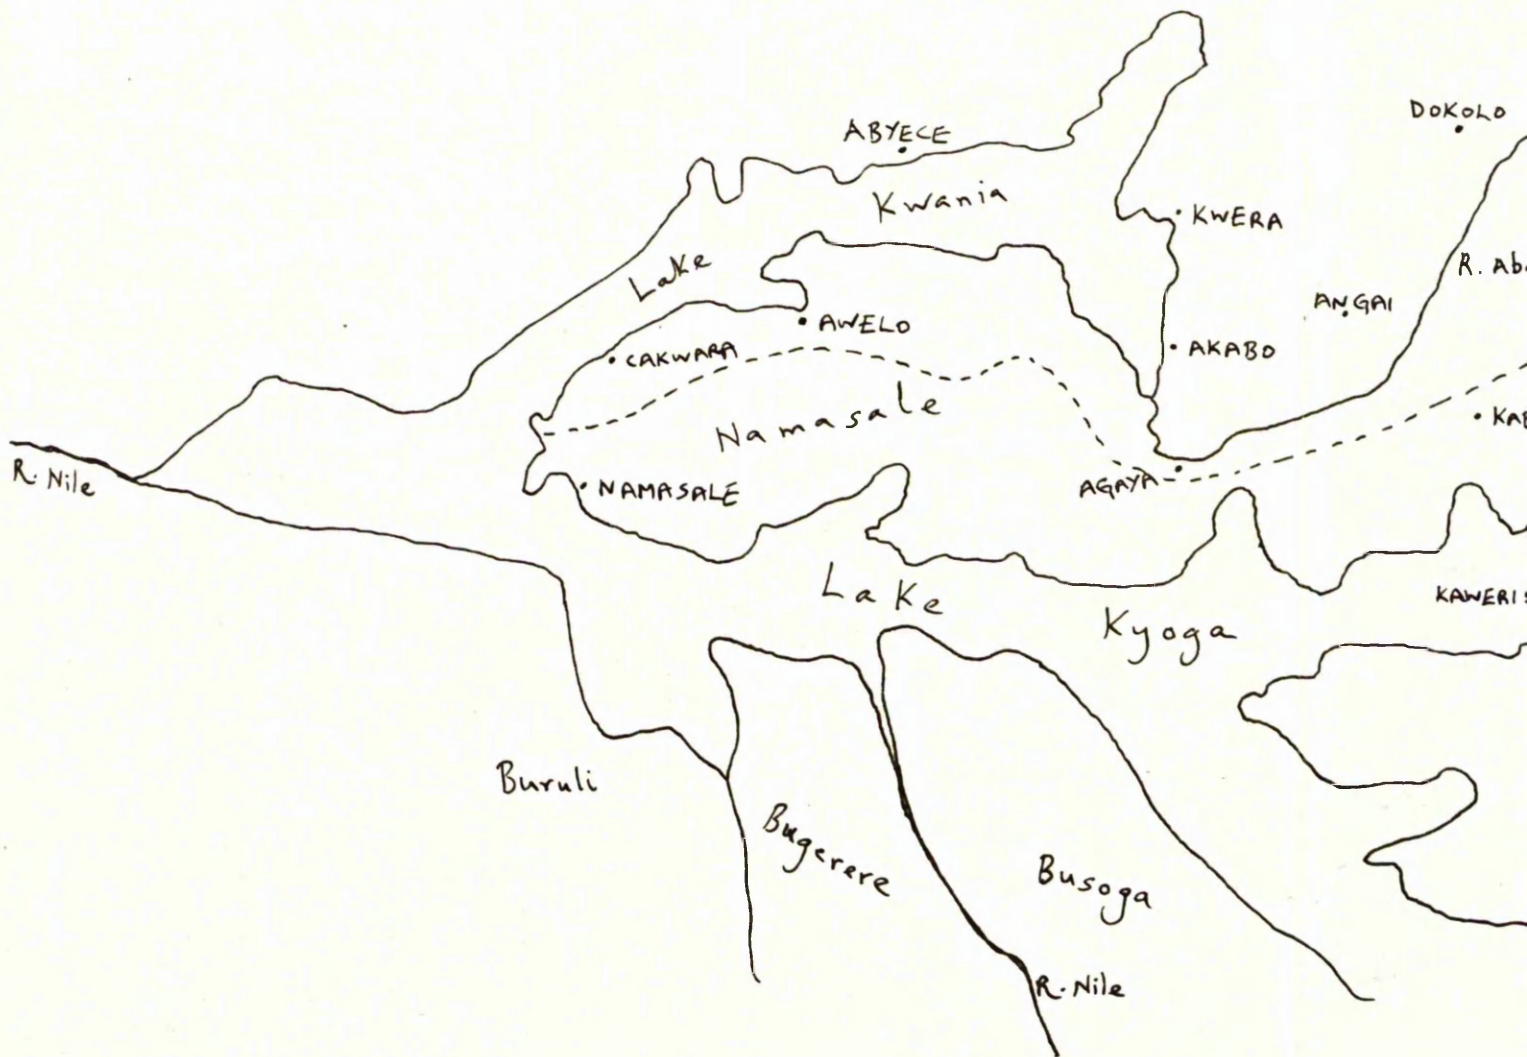 DOKOLO
ABYECE
Kwania
KWERA
Lake
R. Ab
ANGAI
AWELO
AKABO
CAKWARA
Namasale
R. Nile
NAMASALE
AGAYA
Lake
Kyoga
Buruli
Bugerere
Busoga
R. Nile